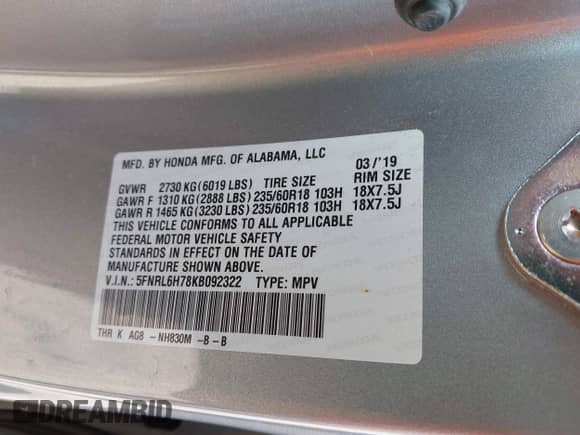 MFD. BY HONDA MFG. OF ALABAMA, LLC 03/'19
GVWR 2730 KG(6019 LBS) TIRE SIZE RIM SIZE
GAWR F 1310 KG(2888 LBS) 235/60R18 103H 18X7.5J
GAWR R 1465 KG(3230 LBS) 235/60R18 103H 18X7.5J
THIS VEHICLE CONFORMS TO ALL APPLICABLE
FEDERAL MOTOR VEHICLE SAFETY
STANDARDS IN EFFECT ON THE DATE OF
MANUFACTURE SHOWN ABOVE.
V.I.N.: 5FNRL6H78KB092322 TYPE: MPV
THR K AG8 -NH830M -B-B
DREAMBID